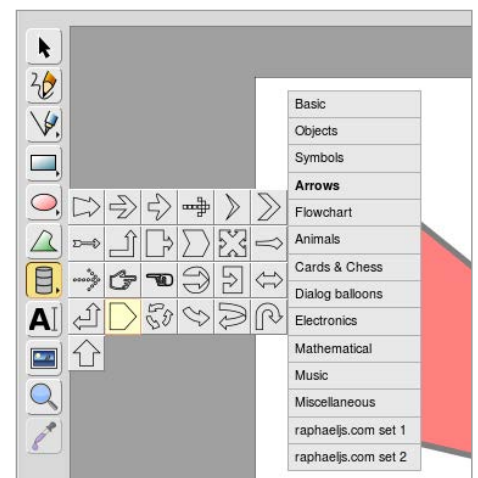 Basic
Objects
Symbols
Arrows
Flowchart
Animals
Cards & Chess
Dialog balloons
Electronics
Mathematical
Music
Miscellaneous
raphaeljs.com set 1
raphaeljs.com set 2
A